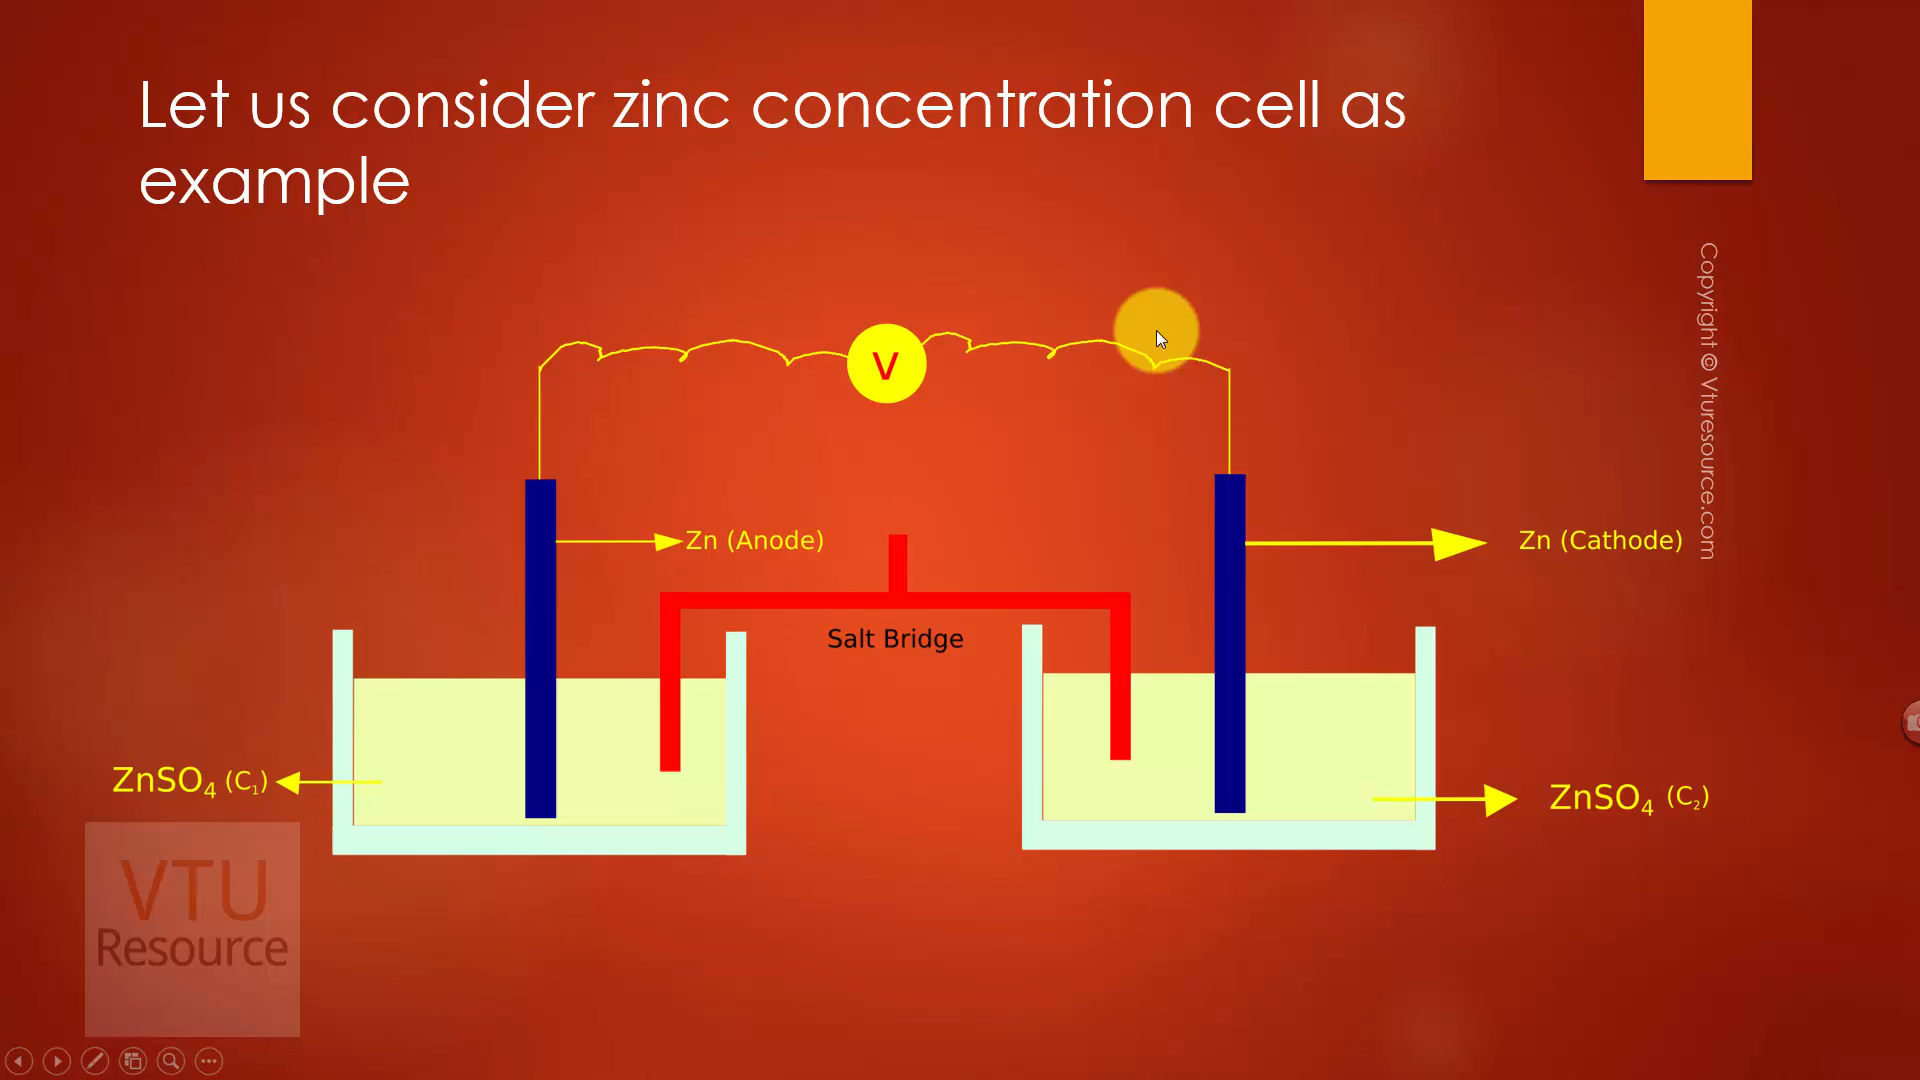 Let us consider zinc concentration cell as
example
Copyright © Vturesource.com
V
Zn (Anode)
Zn (Cathode)
Salt Bridge
ZnSO₄ (C₁)
ZnSO₄ (C₂)
VTU
Resource